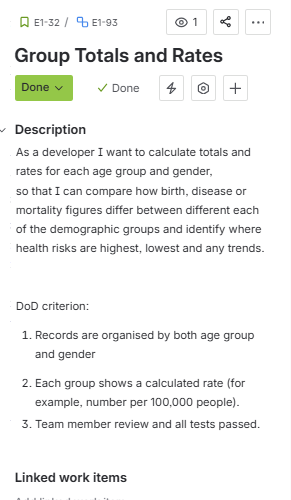 E1-32 / E1-93
1
Group Totals and Rates
Done
Done
Description
As a developer I want to calculate totals and
rates for each age group and gender,
so that I can compare how birth, disease or
mortality figures differ between different each
of the demographic groups and identify where
health risks are highest, lowest and any trends.
DoD criterion:
1. Records are organised by both age group
and gender
2. Each group shows a calculated rate (for
example, number per 100,000 people).
3. Team member review and all tests passed.
Linked work items